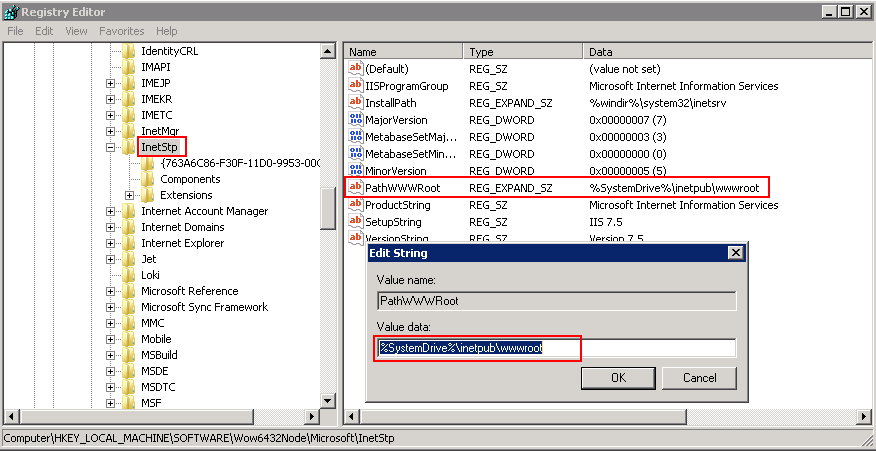 Registry Editor
File Edit View Favorites Help
IdentityCRL
IMAPI
IMEJP
IMEKR
IMETC
InetMgr
InetStp
{763A6C86-F30F-11D0-9953-00C
Components
Extensions
Internet Account Manager
Internet Domains
Internet Explorer
Jet
Loki
Microsoft Reference
Microsoft Sync Framework
MMC
Mobile
MSBuild
MSDE
MSDTC
MSF
Name Type Data
(Default) REG_SZ (value not set)
IISProgramGroup REG_SZ Microsoft Internet Information Services
InstallPath REG_EXPAND_SZ %windir%\system32\inetsrv
MajorVersion REG_DWORD 0x00000007 (7)
MetabaseSetMaj... REG_DWORD 0x00000003 (3)
MetabaseSetMin... REG_DWORD 0x00000000 (0)
MinorVersion REG_DWORD 0x00000005 (5)
PathWWWRoot REG_EXPAND_SZ %SystemDrive%\inetpub\wwwroot
ProductString REG_SZ Microsoft Internet Information Services
SetupString REG_SZ IIS 7.5
VersionString REG_SZ Version 7.5
Edit String
Value name:
PathWWWRoot
Value data:
%SystemDrive%\inetpub\wwwroot
OK Cancel
Computer\HKEY_LOCAL_MACHINE\SOFTWARE\Wow6432Node\Microsoft\InetStp